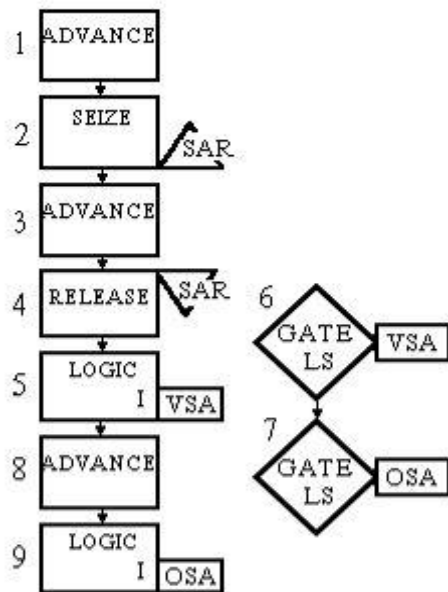 1 ADVANCE
2 SEIZE
SAR
3 ADVANCE
4 RELEASE SAR
5 LOGIC
I VSA
8 ADVANCE
9 LOGIC
I OSA
6
GATE VSA
LS
7
GATE OSA
LS